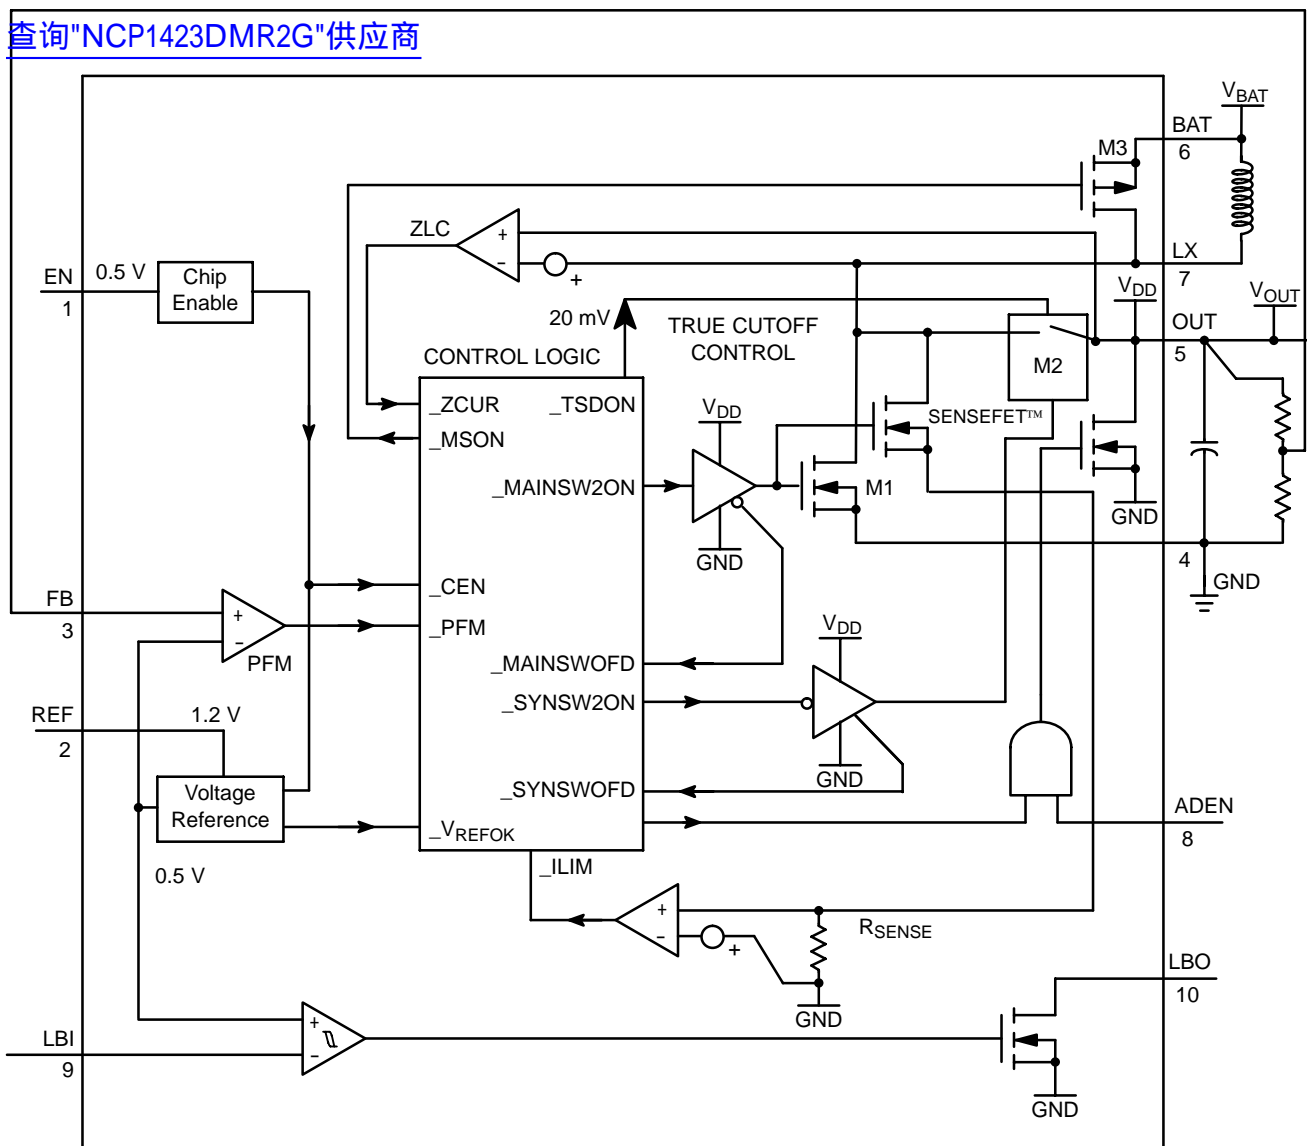 查询"NCP1423DMR2G"供应商
VBAT
BAT
6
M3
ZLC
+
−
+
LX
7
EN
1
0.5 V
Chip
Enable
20 mV
TRUE CUTOFF
CONTROL
VDD
VOUT
OUT
5
M2
CONTROL LOGIC
_ZCUR
_TSDON
_MSON
VDD
SENSEFET™
_MAINSW2ON
M1
GND
GND
4
GND
_CEN
FB
3
+
−
PFM
_PFM
VDD
_MAINSWOFD
_SYNSW2ON
REF
2
1.2 V
GND
Voltage
Reference
_SYNSWOFD
ADEN
8
_VREFOK
0.5 V
_ILIM
+
−
+
RSENSE
GND
LBO
10
LBI
9
+
−
GND